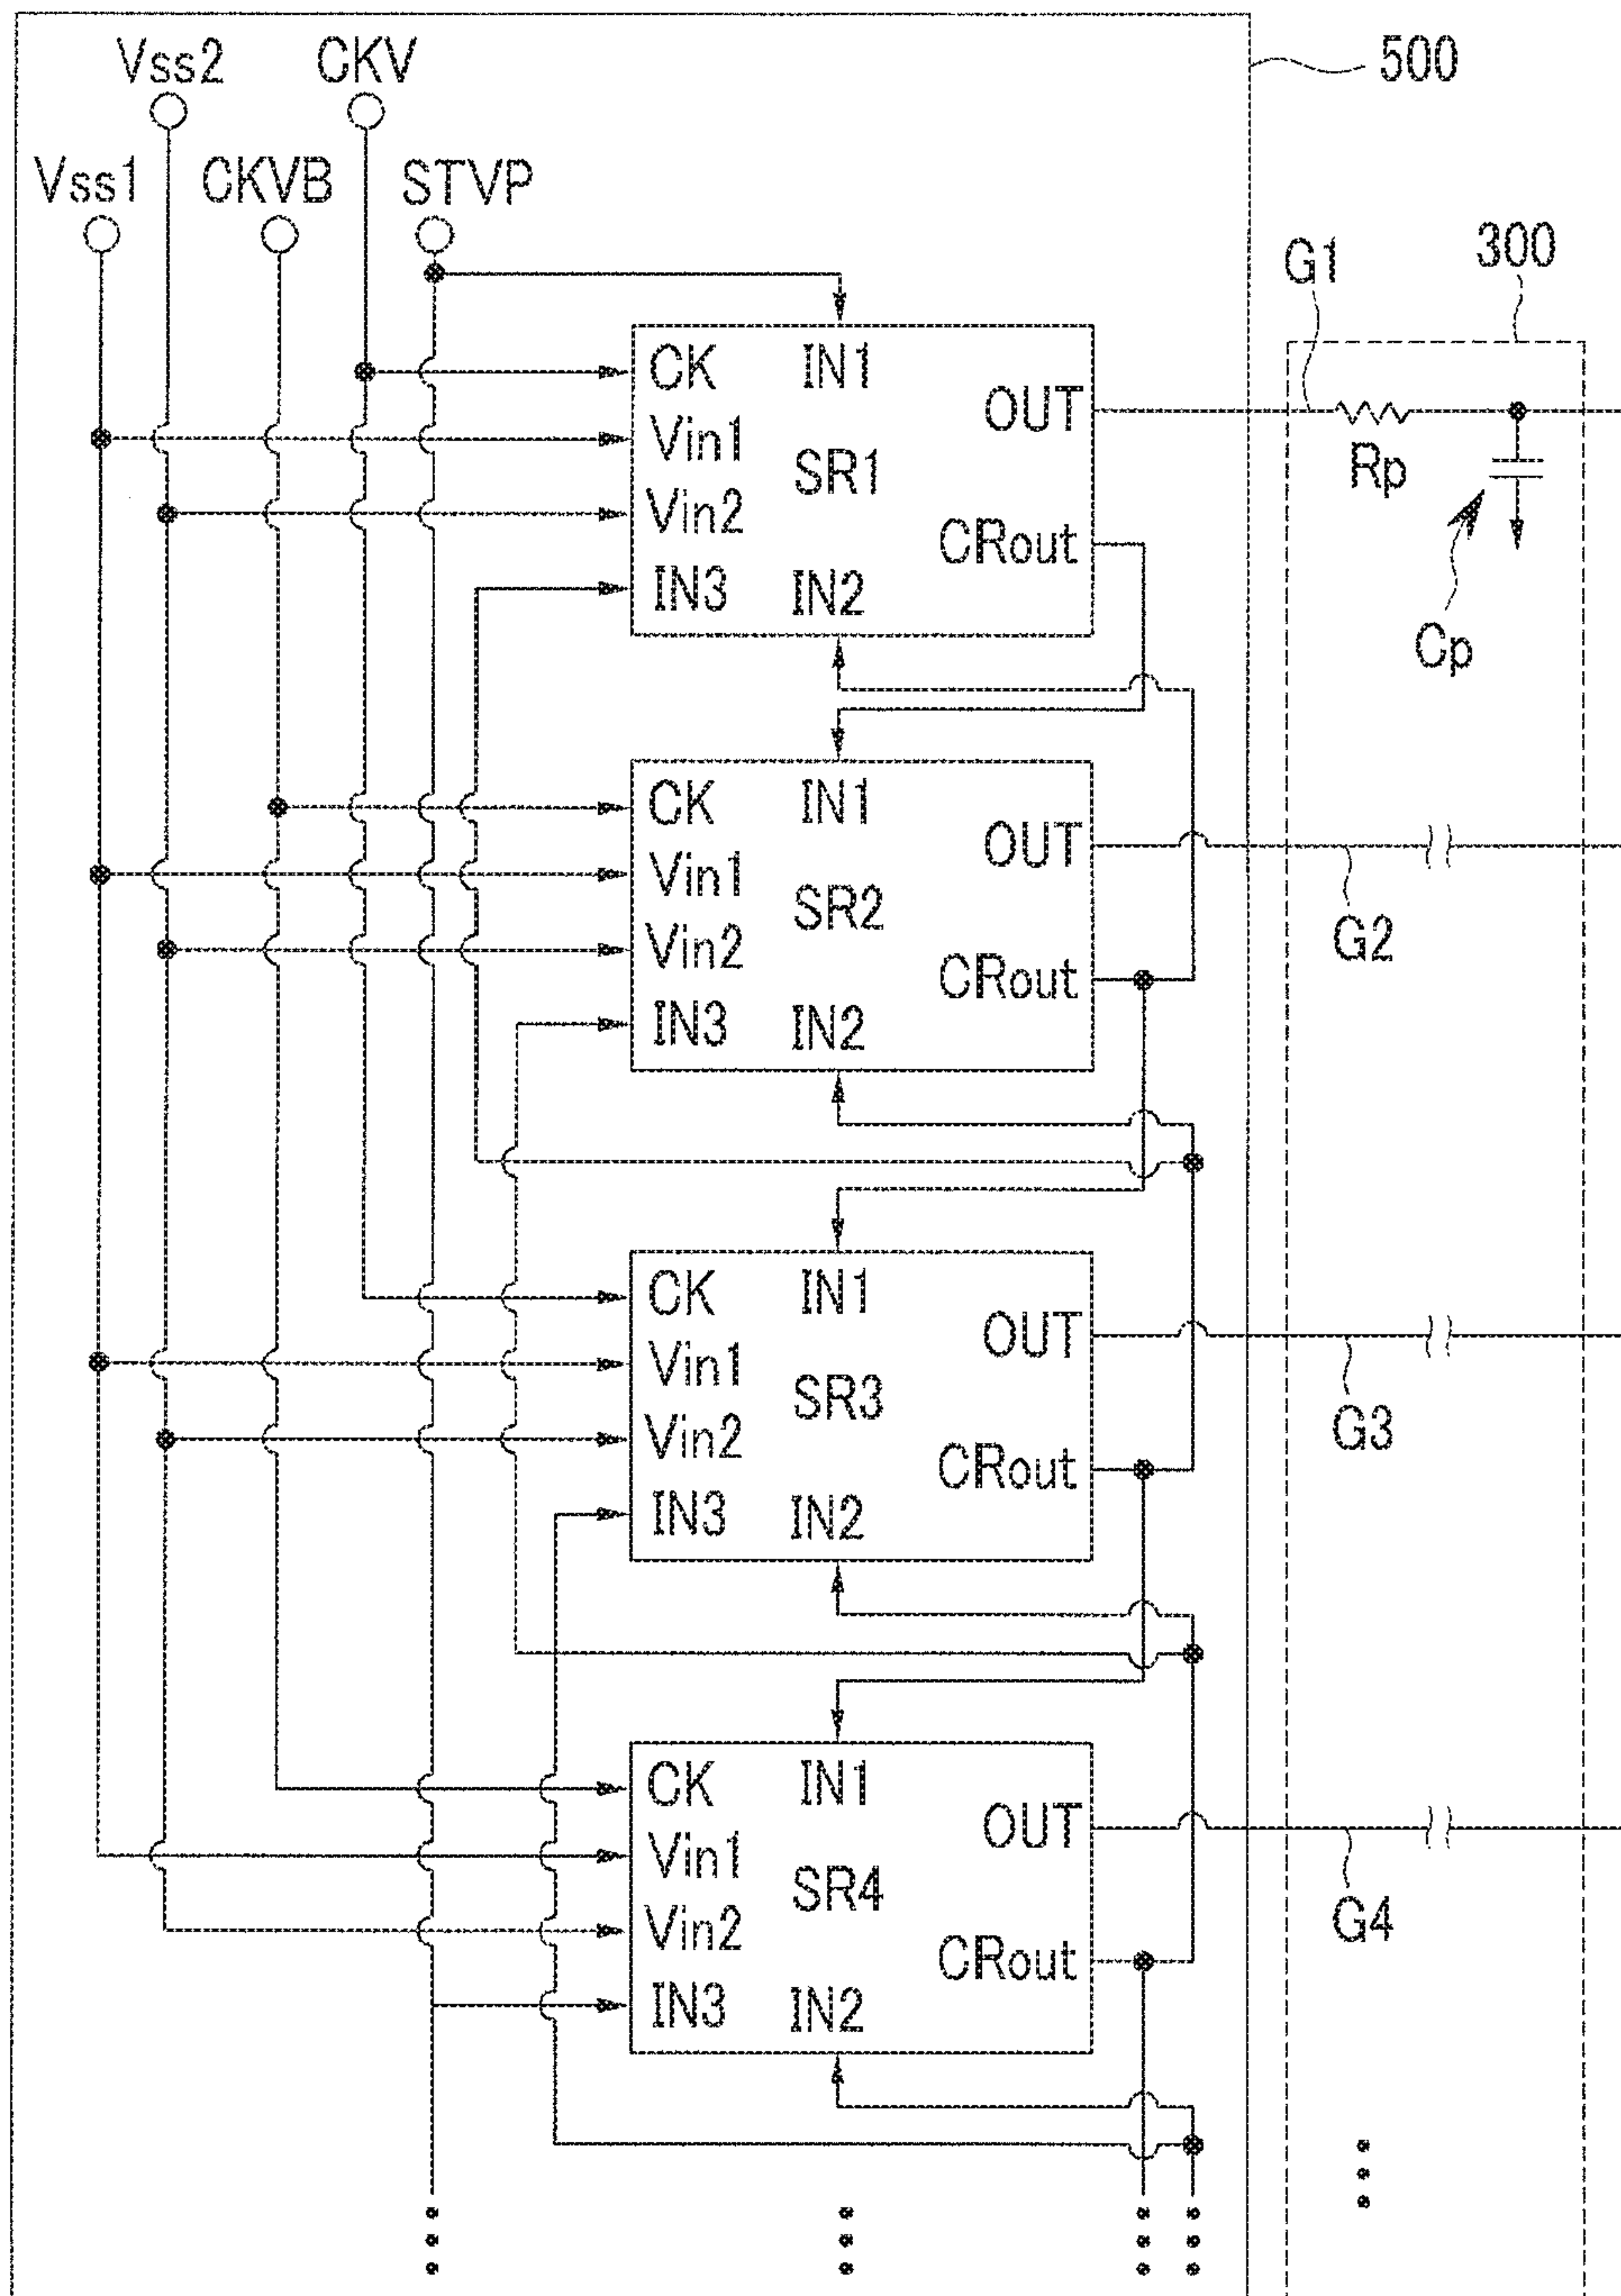 Vss2 CKV 500
Vss1 CKVB STVP
G1 300
CK IN1 OUT
Vin1
SR1
Vin2
CRout
IN3 IN2
Rp
Cp
CK IN1 OUT
Vin1
SR2
Vin2
CRout
IN3 IN2
G2
CK IN1 OUT
Vin1
SR3
Vin2
CRout
IN3 IN2
G3
CK IN1 OUT
Vin1
SR4
Vin2
CRout
IN3 IN2
G4